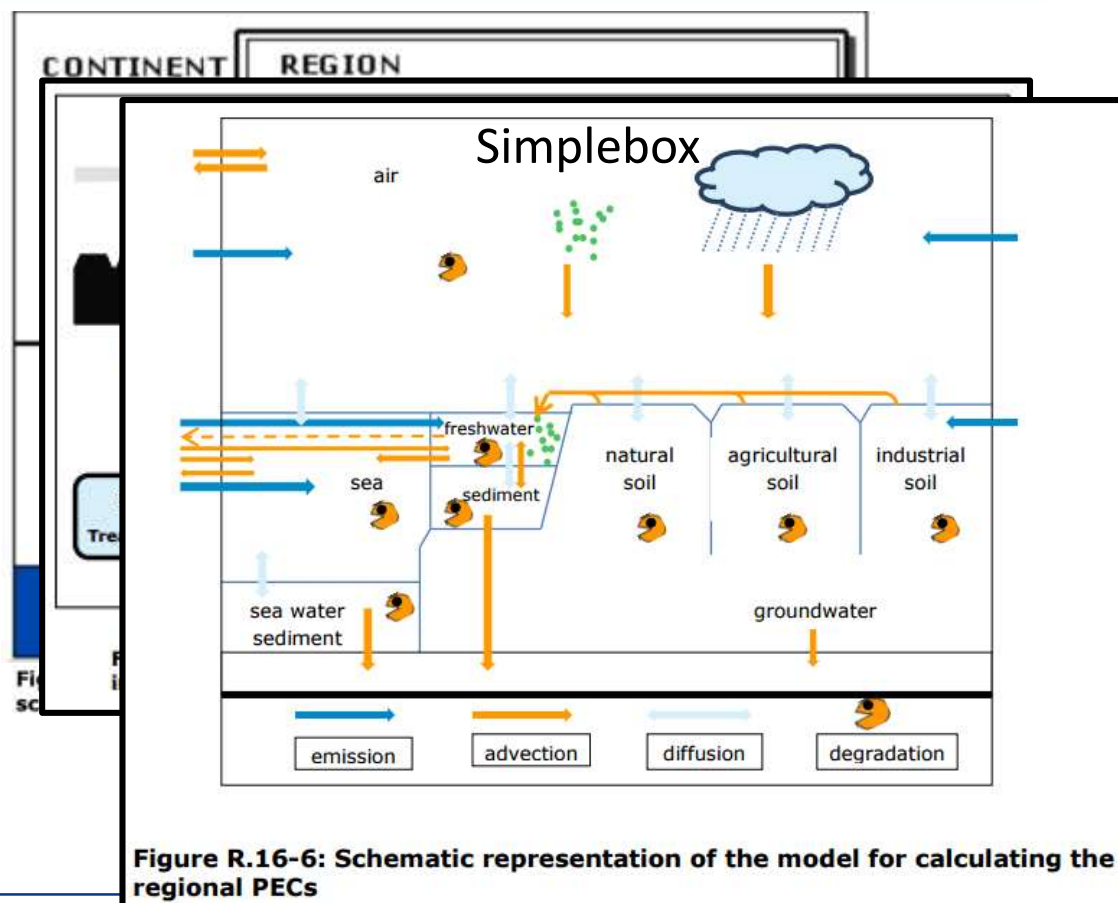 CONTINENT
REGION
Simplebox
air
freshwater
sediment
sea
natural
soil
agricultural
soil
industrial
soil
sea water
sediment
groundwater
emission
advection
diffusion
degradation
Figure R.16-6: Schematic representation of the model for calculating the
regional PECs